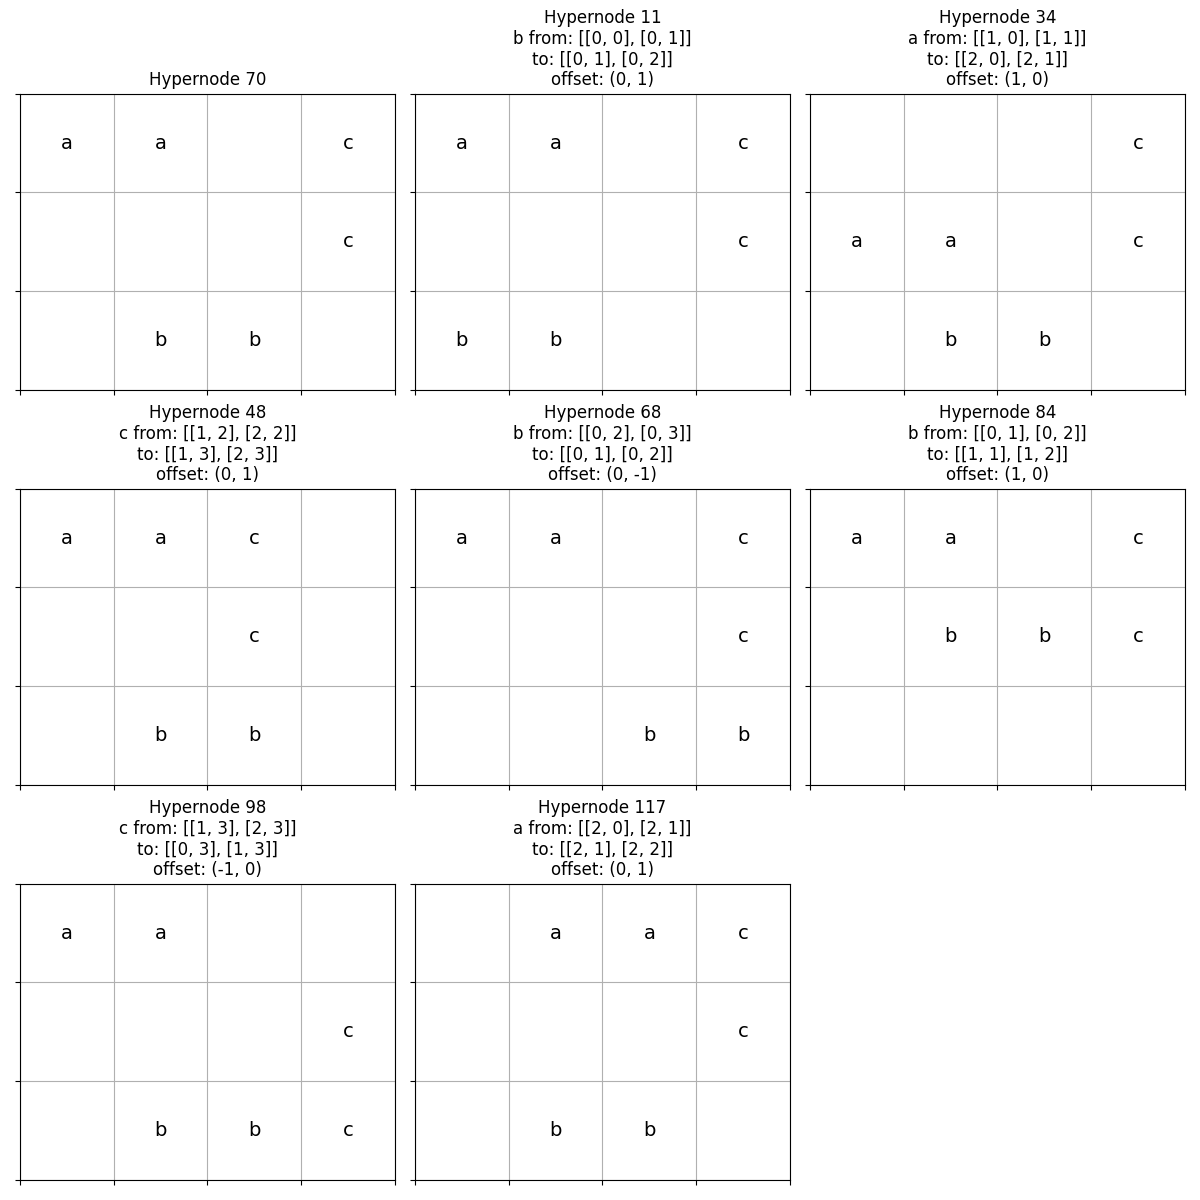 Hypernode 70
a a c
c
b b
Hypernode 11
b from: [[0, 0], [0, 1]]
to: [[0, 1], [0, 2]]
offset: (0, 1)
a a c
c
b b
Hypernode 34
a from: [[1, 0], [1, 1]]
to: [[2, 0], [2, 1]]
offset: (1, 0)
c
a a c
b b
Hypernode 48
c from: [[1, 2], [2, 2]]
to: [[1, 3], [2, 3]]
offset: (0, 1)
a a c
c
b b
Hypernode 68
b from: [[0, 2], [0, 3]]
to: [[0, 1], [0, 2]]
offset: (0, -1)
a a c
c
b b
Hypernode 84
b from: [[0, 1], [0, 2]]
to: [[1, 1], [1, 2]]
offset: (1, 0)
a a c
b b c
Hypernode 98
c from: [[1, 3], [2, 3]]
to: [[0, 3], [1, 3]]
offset: (-1, 0)
a a
c
b b c
Hypernode 117
a from: [[2, 0], [2, 1]]
to: [[2, 1], [2, 2]]
offset: (0, 1)
a a c
c
b b